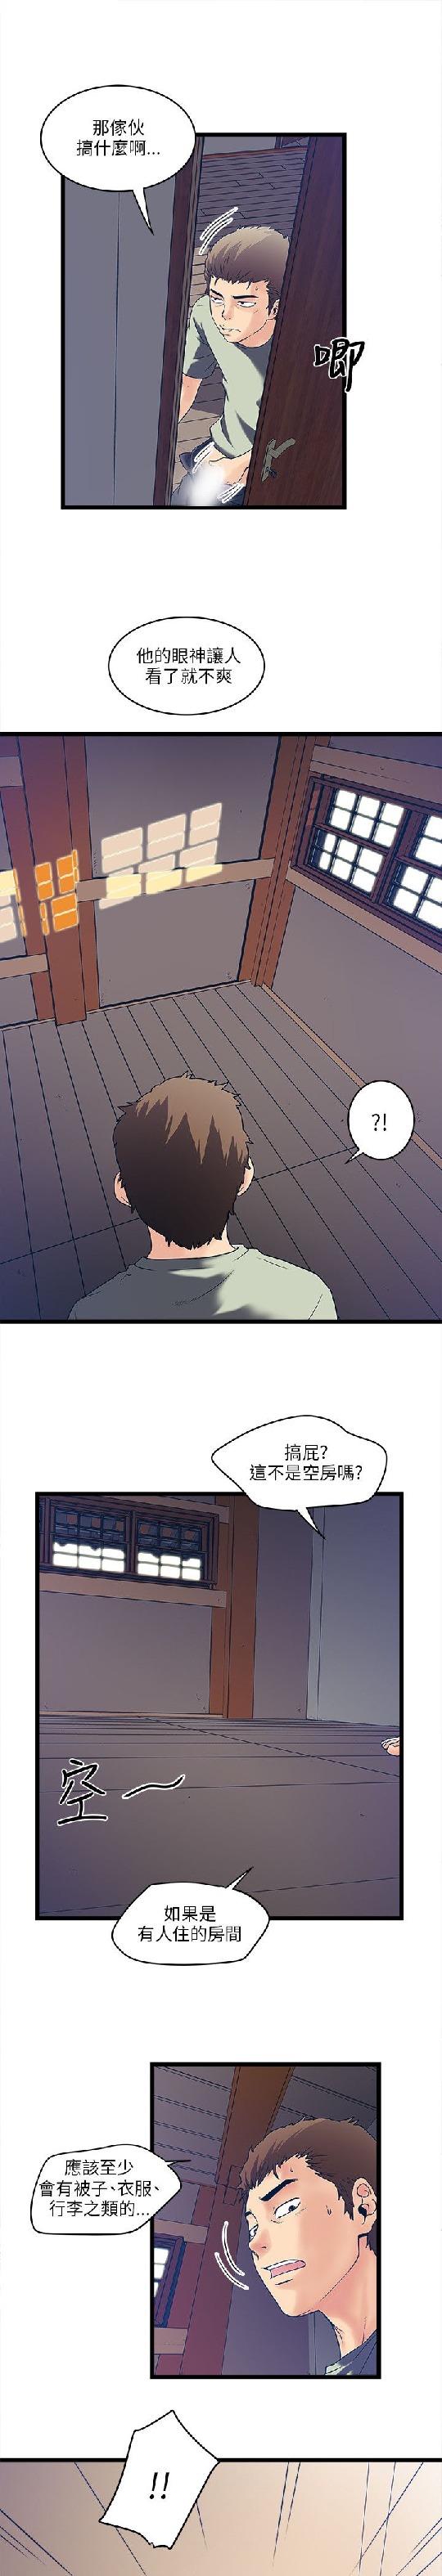 那傢伙
搞什麼啊...
唧
他的眼神讓人
看了就不爽
?!
搞屁?
這不是空房嗎?
空~
如果是
有人住的房間
應該至少
會有被子、衣服、
行李之類的...
!!